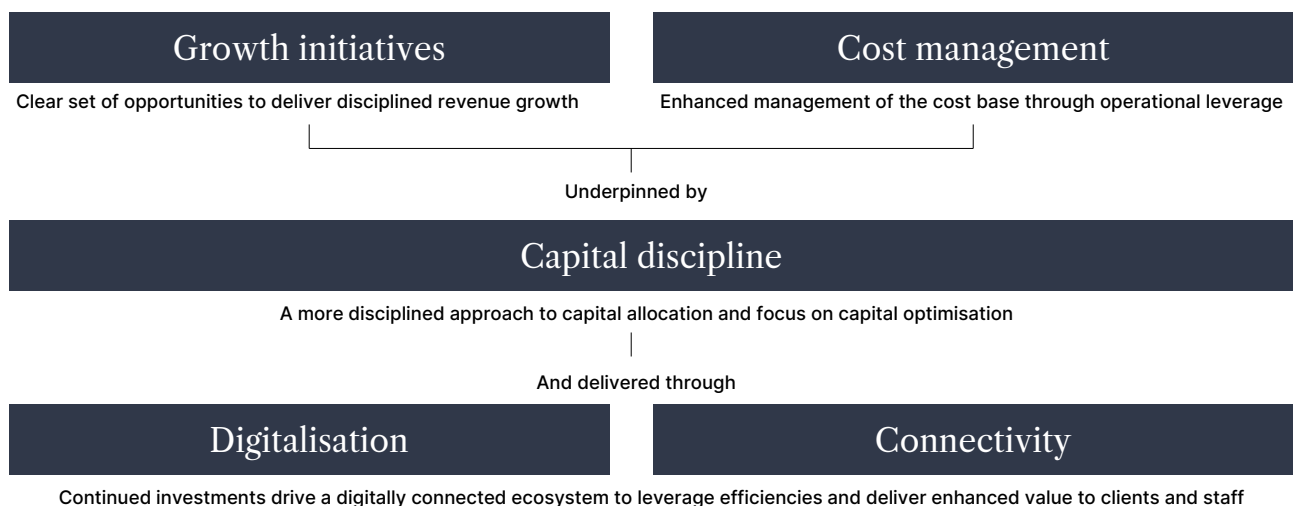 Growth initiatives
Clear set of opportunities to deliver disciplined revenue growth
Cost management
Enhanced management of the cost base through operational leverage
Underpinned by
Capital discipline
A more disciplined approach to capital allocation and focus on capital optimisation
And delivered through
Digitalisation
Connectivity
Continued investments drive a digitally connected ecosystem to leverage efficiencies and deliver enhanced value to clients and staff